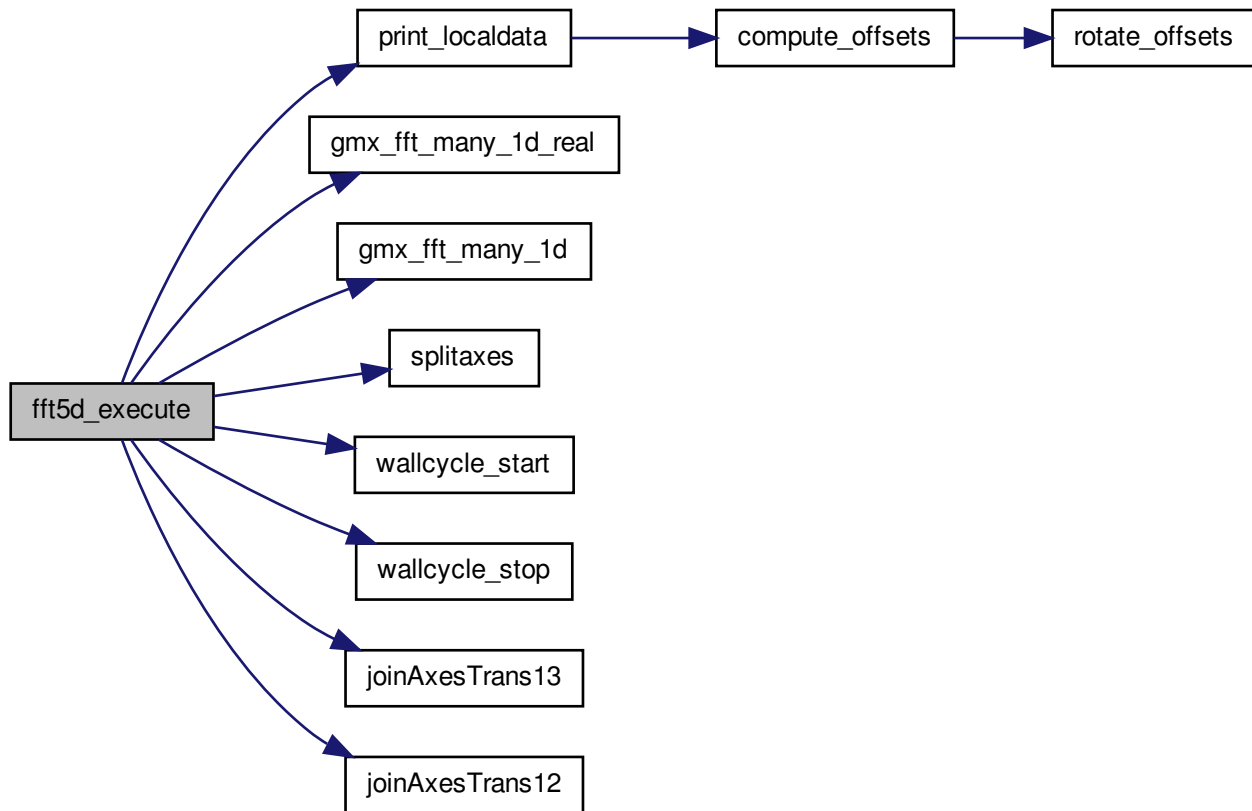 print_localdata
compute_offsets
rotate_offsets
gmx_fft_many_1d_real
gmx_fft_many_1d
splitaxes
fft5d_execute
wallcycle_start
wallcycle_stop
joinAxesTrans13
joinAxesTrans12